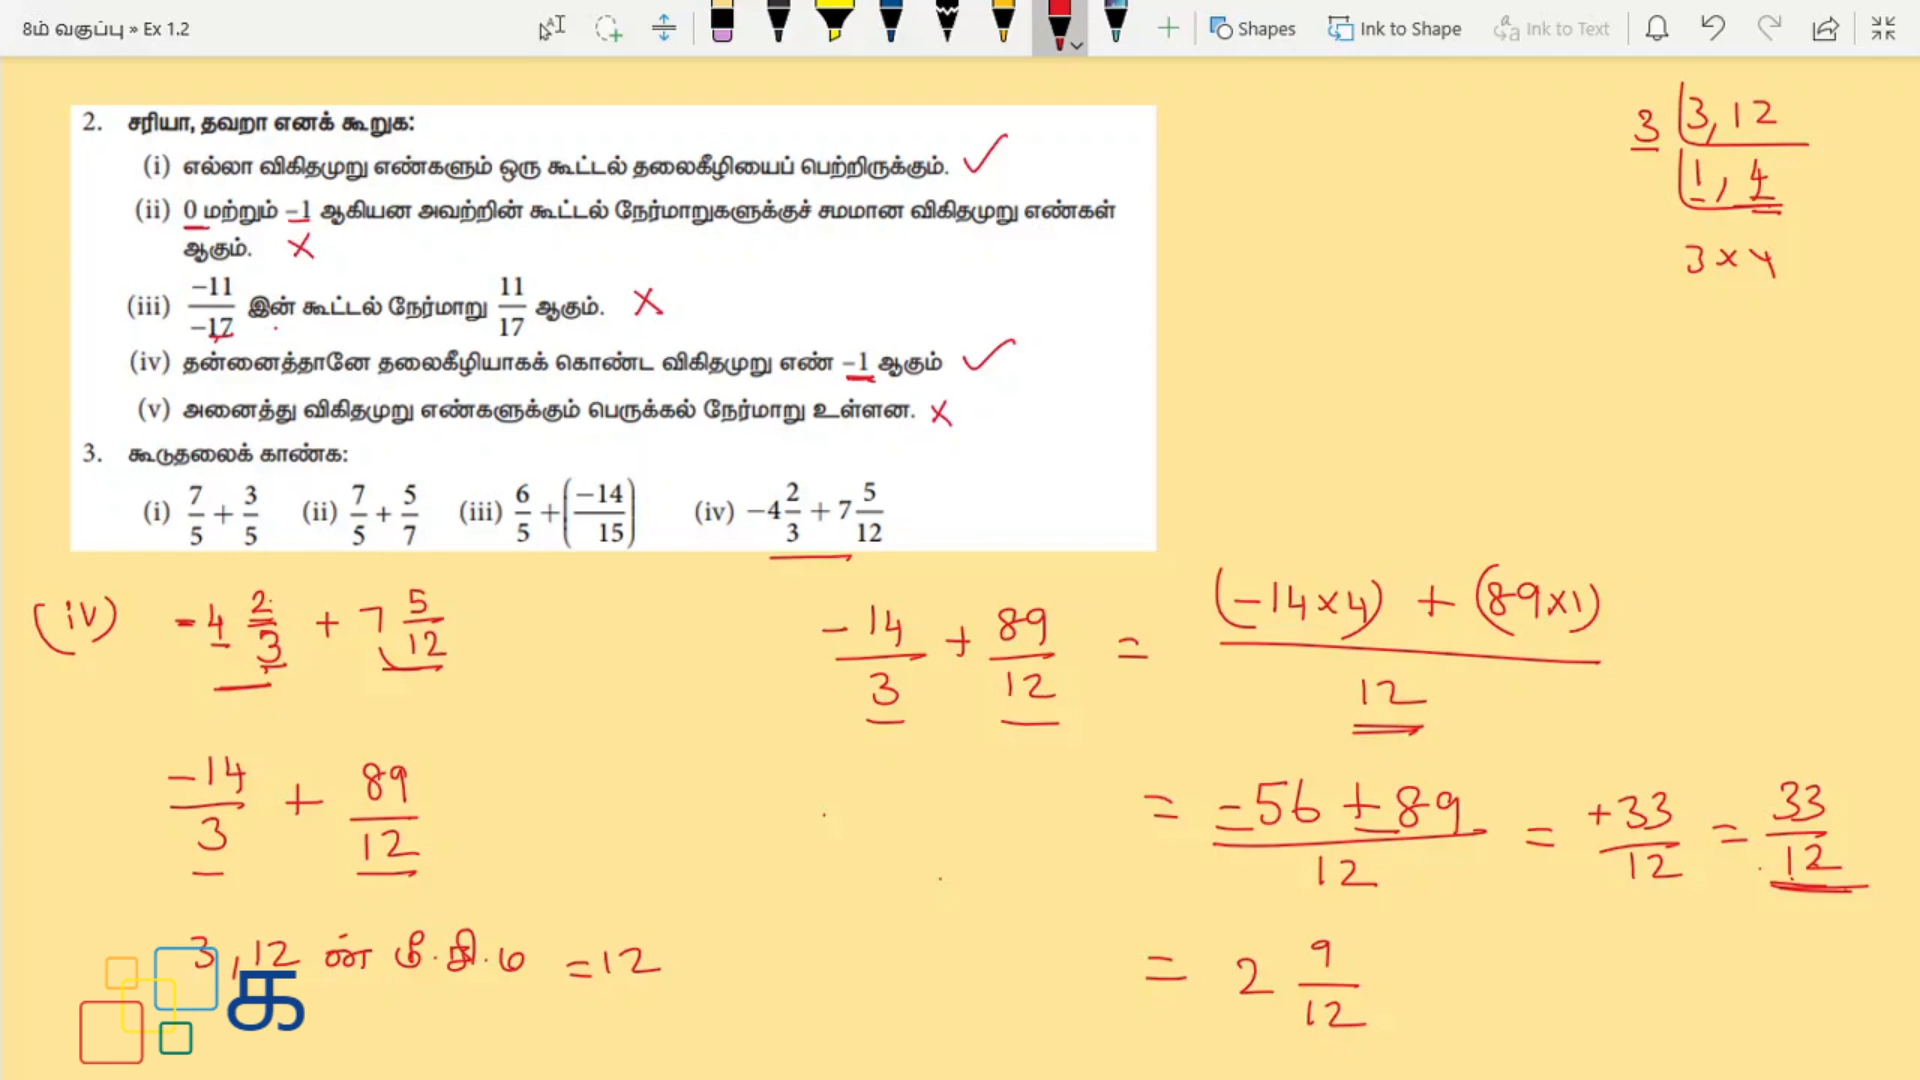 8ம் வகுப்பு » Ex 1.2
Shapes Ink to Shape Ink to Text
2. சரியா, தவறா எனக் கூறுக:
(i) எல்லா விகிதமுறு எண்களும் ஒரு கூட்டல் தலைகீழியைப் பெற்றிருக்கும். ✓
(ii) 0 மற்றும் –1 ஆகியன அவற்றின் கூட்டல் நேர்மாறுகளுக்குச் சமமான விகிதமுறு எண்கள்
ஆகும். ×
(iii) −11/−17 இன் கூட்டல் நேர்மாறு 11/17 ஆகும். ×
(iv) தன்னைத்தானே தலைகீழியாகக் கொண்ட விகிதமுறு எண் –1 ஆகும் ✓
(v) அனைத்து விகிதமுறு எண்களுக்கும் பெருக்கல் நேர்மாறு உள்ளன. ×
3. கூடுதலைக் காண்க:
(i) 7/5 + 3/5 (ii) 7/5 + 5/7 (iii) 6/5 + (−14/15) (iv) −4 2/3 + 7 5/12
3 | 3, 12
1, 4
3 × 4
(iv) −4 2/3 + 7 5/12
−14/3 + 89/12
3, 12 ன் மீ.சி.ம = 12
க
−14/3 + 89/12 = (−14×4) + (89×1) / 12
= −56 + 89 / 12 = +33/12 = 33/12
= 2 9/12